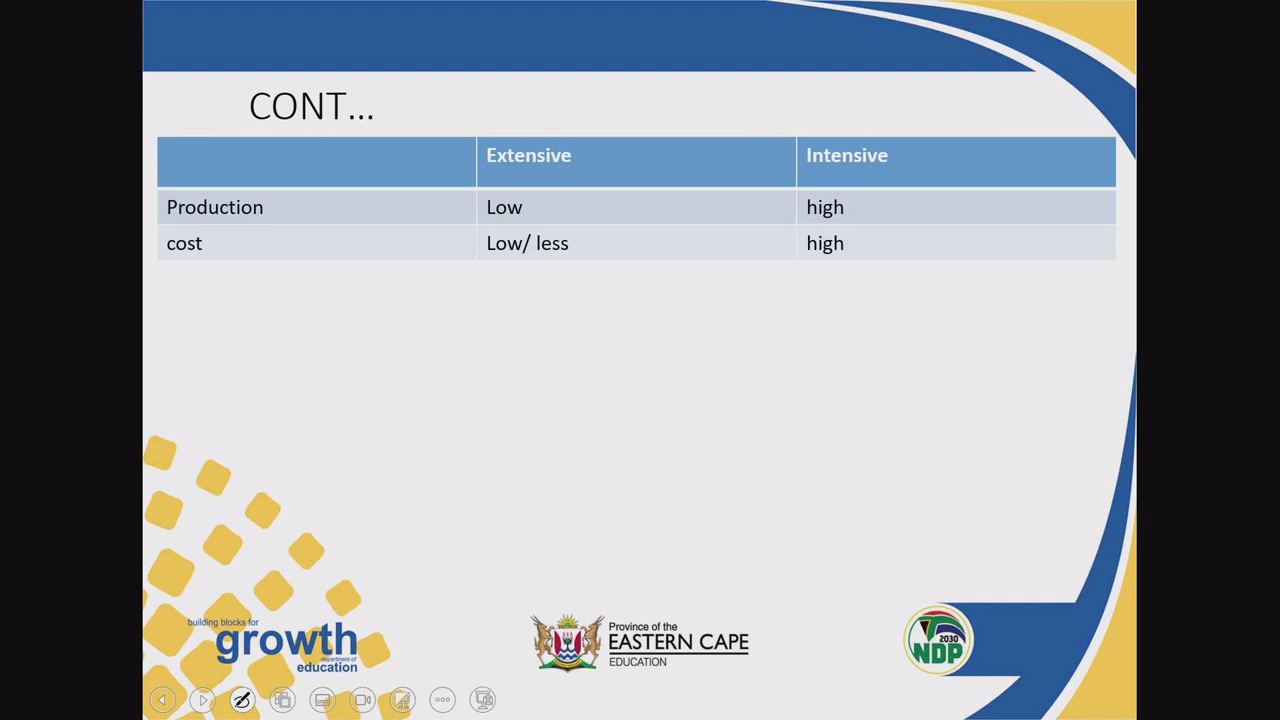 CONT...
Extensive Intensive
Production Low high
cost Low/ less high
building blocks for
growth
department of
education
Province of the
EASTERN CAPE
EDUCATION
2030
NDP